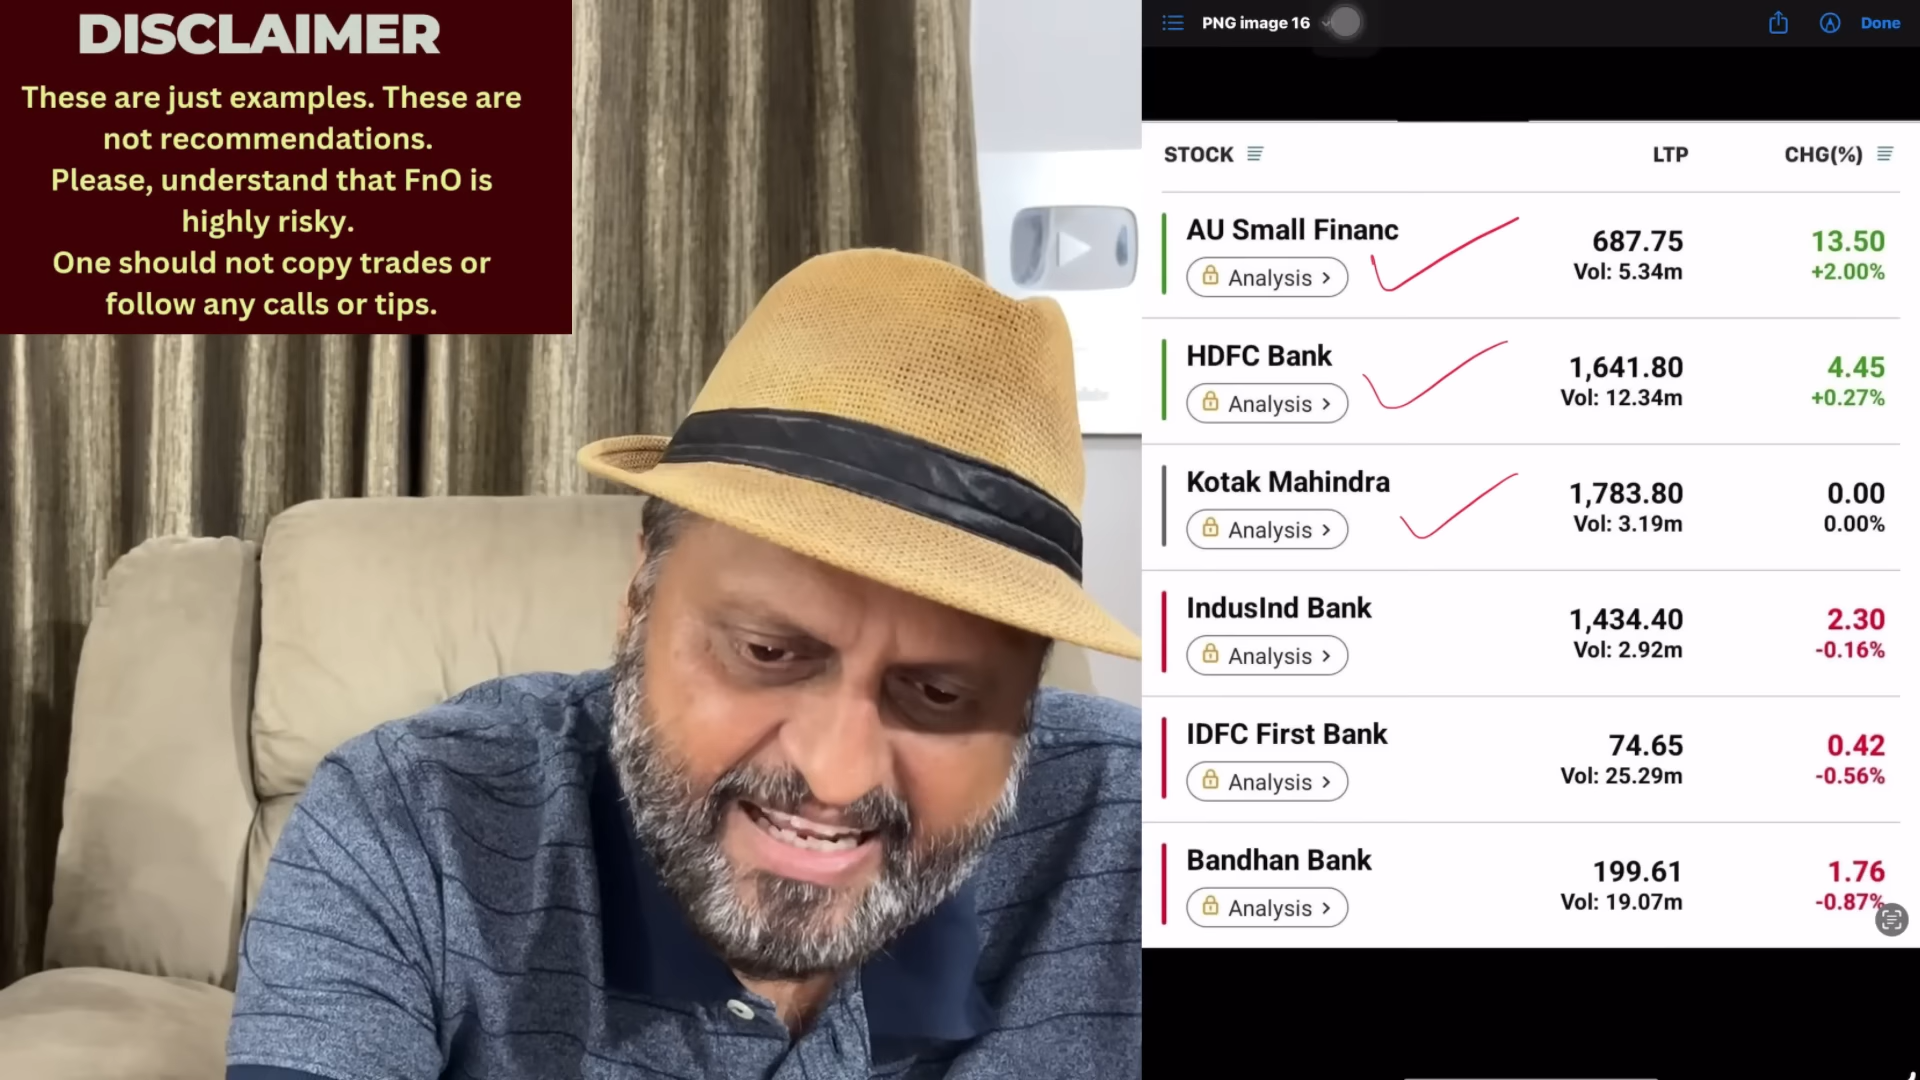 DISCLAIMER
These are just examples. These are
not recommendations.
Please, understand that FnO is
highly risky.
One should not copy trades or
follow any calls or tips.
PNG image 16
Done
STOCK LTP CHG(%)
AU Small Financ 687.75 13.50
Analysis > Vol: 5.34m +2.00%
HDFC Bank 1,641.80 4.45
Analysis > Vol: 12.34m +0.27%
Kotak Mahindra 1,783.80 0.00
Analysis > Vol: 3.19m 0.00%
IndusInd Bank 1,434.40 2.30
Analysis > Vol: 2.92m -0.16%
IDFC First Bank 74.65 0.42
Analysis > Vol: 25.29m -0.56%
Bandhan Bank 199.61 1.76
Analysis > Vol: 19.07m -0.87%